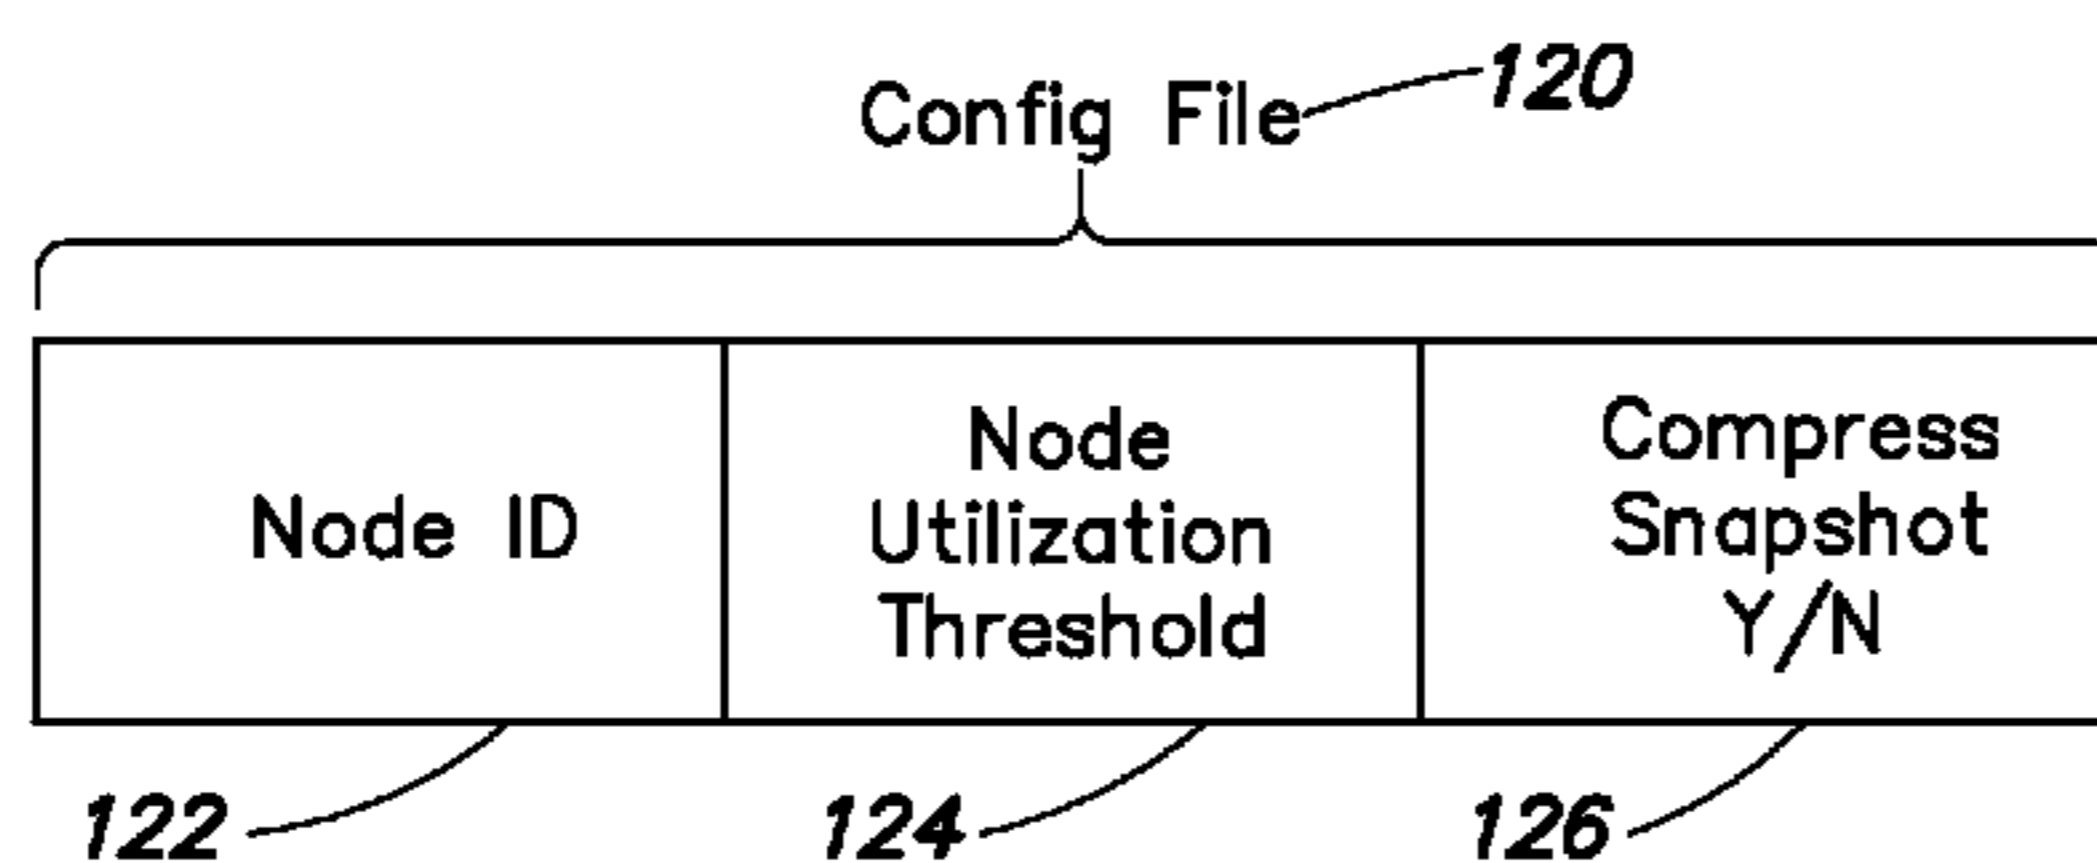 Config File 120
Node ID
Node
Utilization
Threshold
Compress
Snapshot
Y/N
122
124
126